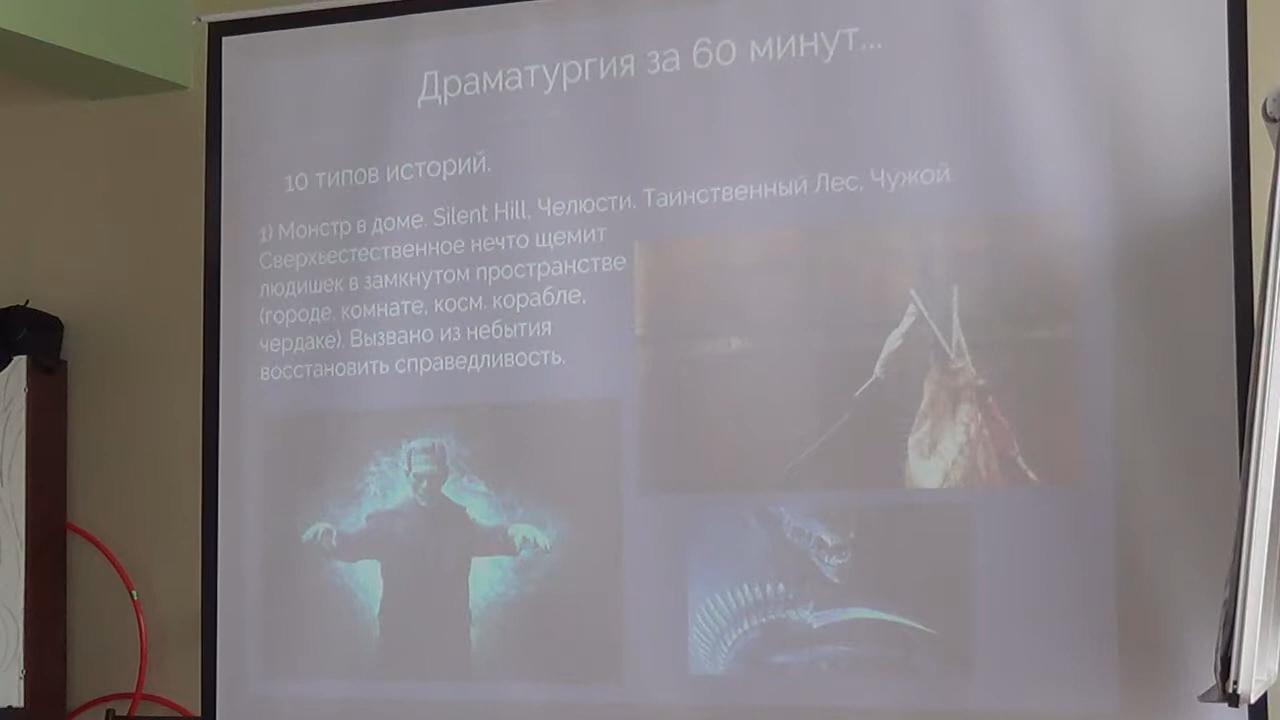 Драматургия за 60 минут...
10 типов историй.
1) Монстр в доме. Silent Hill, Челюсти. Таинственный Лес, Чужой
Сверхьестественное нечто щемит
людишек в замкнутом пространстве
(городе, комнате, косм. корабле,
чердаке). Вызвано из небытия
восстановить справедливость.